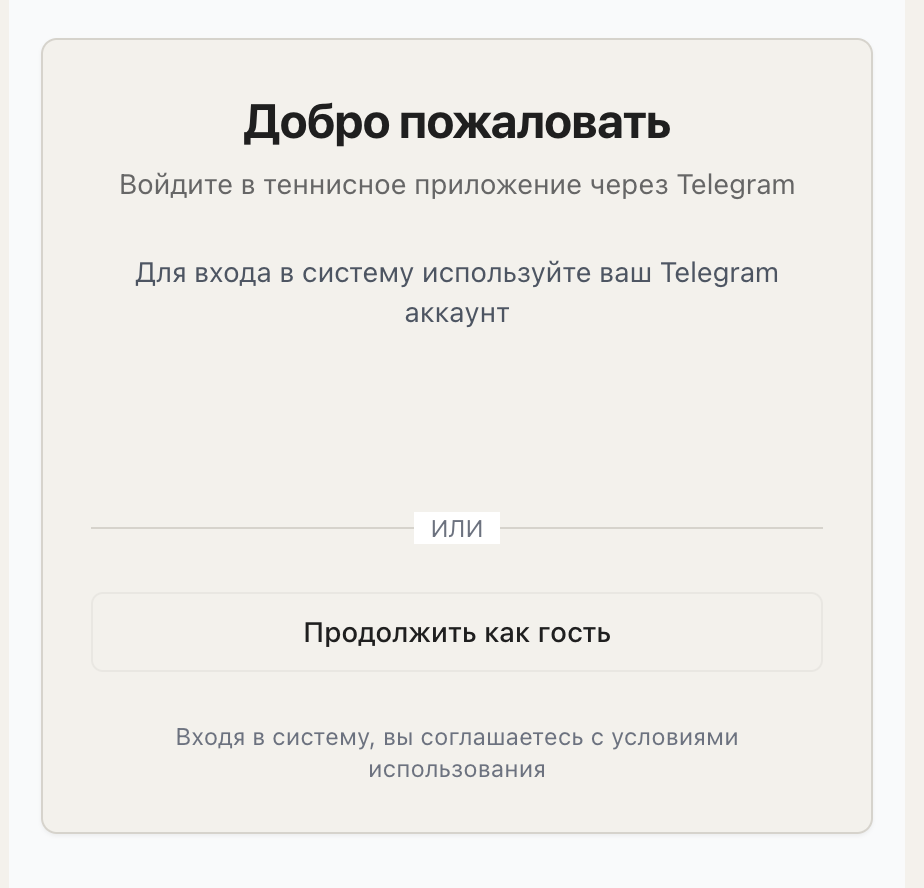 Добро пожаловать
Войдите в теннисное приложение через Telegram
Для входа в систему используйте ваш Telegram
аккаунт
ИЛИ
Продолжить как гость
Входя в систему, вы соглашаетесь с условиями
использования